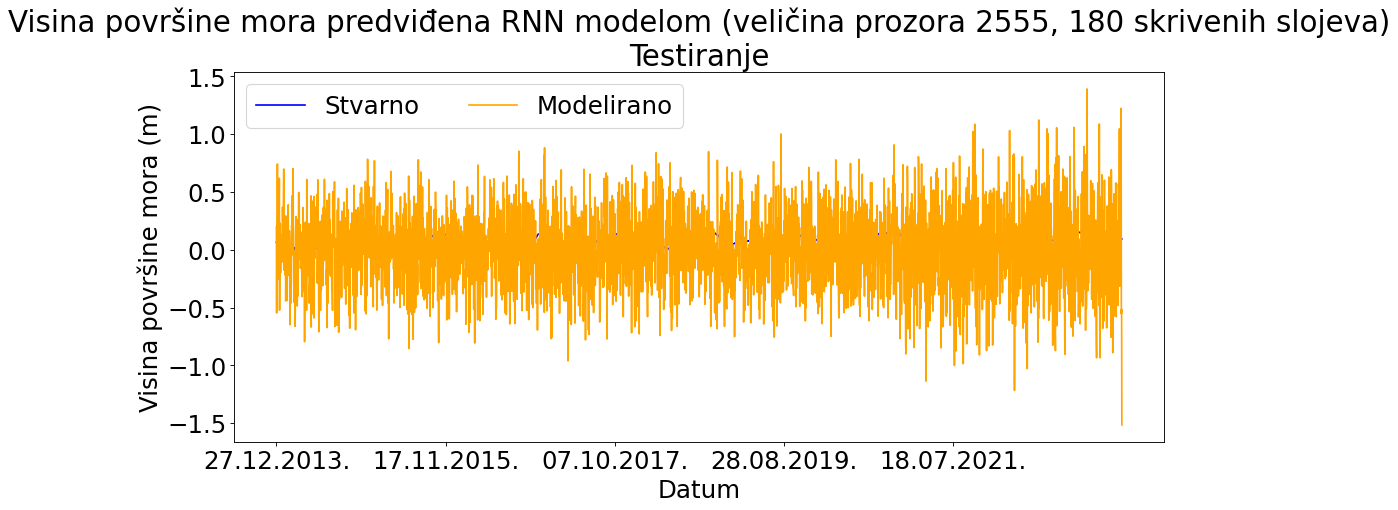 Visina površine mora predviđena RNN modelom (veličina prozora 2555, 180 skrivenih slojeva)
Testiranje
Stvarno
Modelirano
Visina površine mora (m)
1.5
1.0
0.5
0.0
−0.5
−1.0
−1.5
27.12.2013. 17.11.2015. 07.10.2017. 28.08.2019. 18.07.2021.
Datum